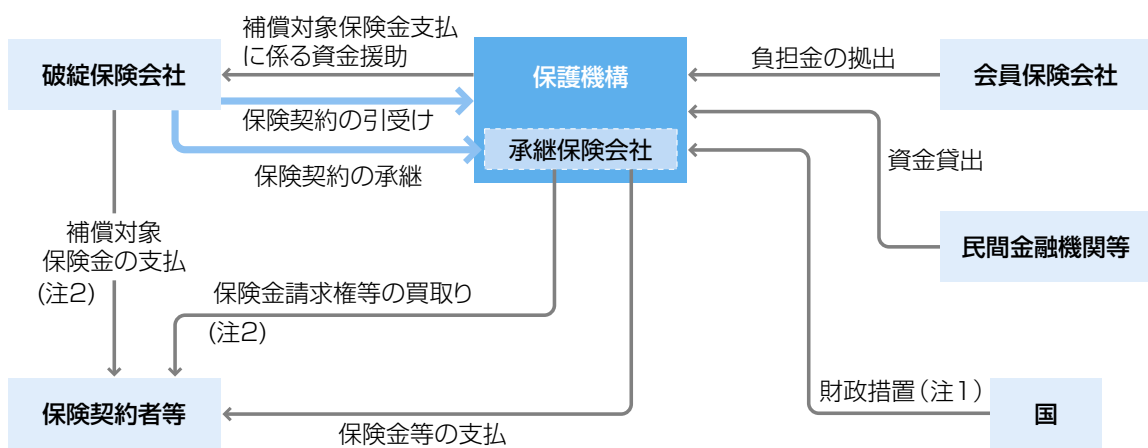 補償対象保険金支払
に係る資金援助
破綻保険会社
保護機構
負担金の拠出
会員保険会社
保険契約の引受け
承継保険会社
保険契約の承継
資金貸出
補償対象
保険金の支払
(注2)
民間金融機関等
保険金請求権等の買取り
(注2)
保険契約者等
財政措置(注1)
国
保険金等の支払